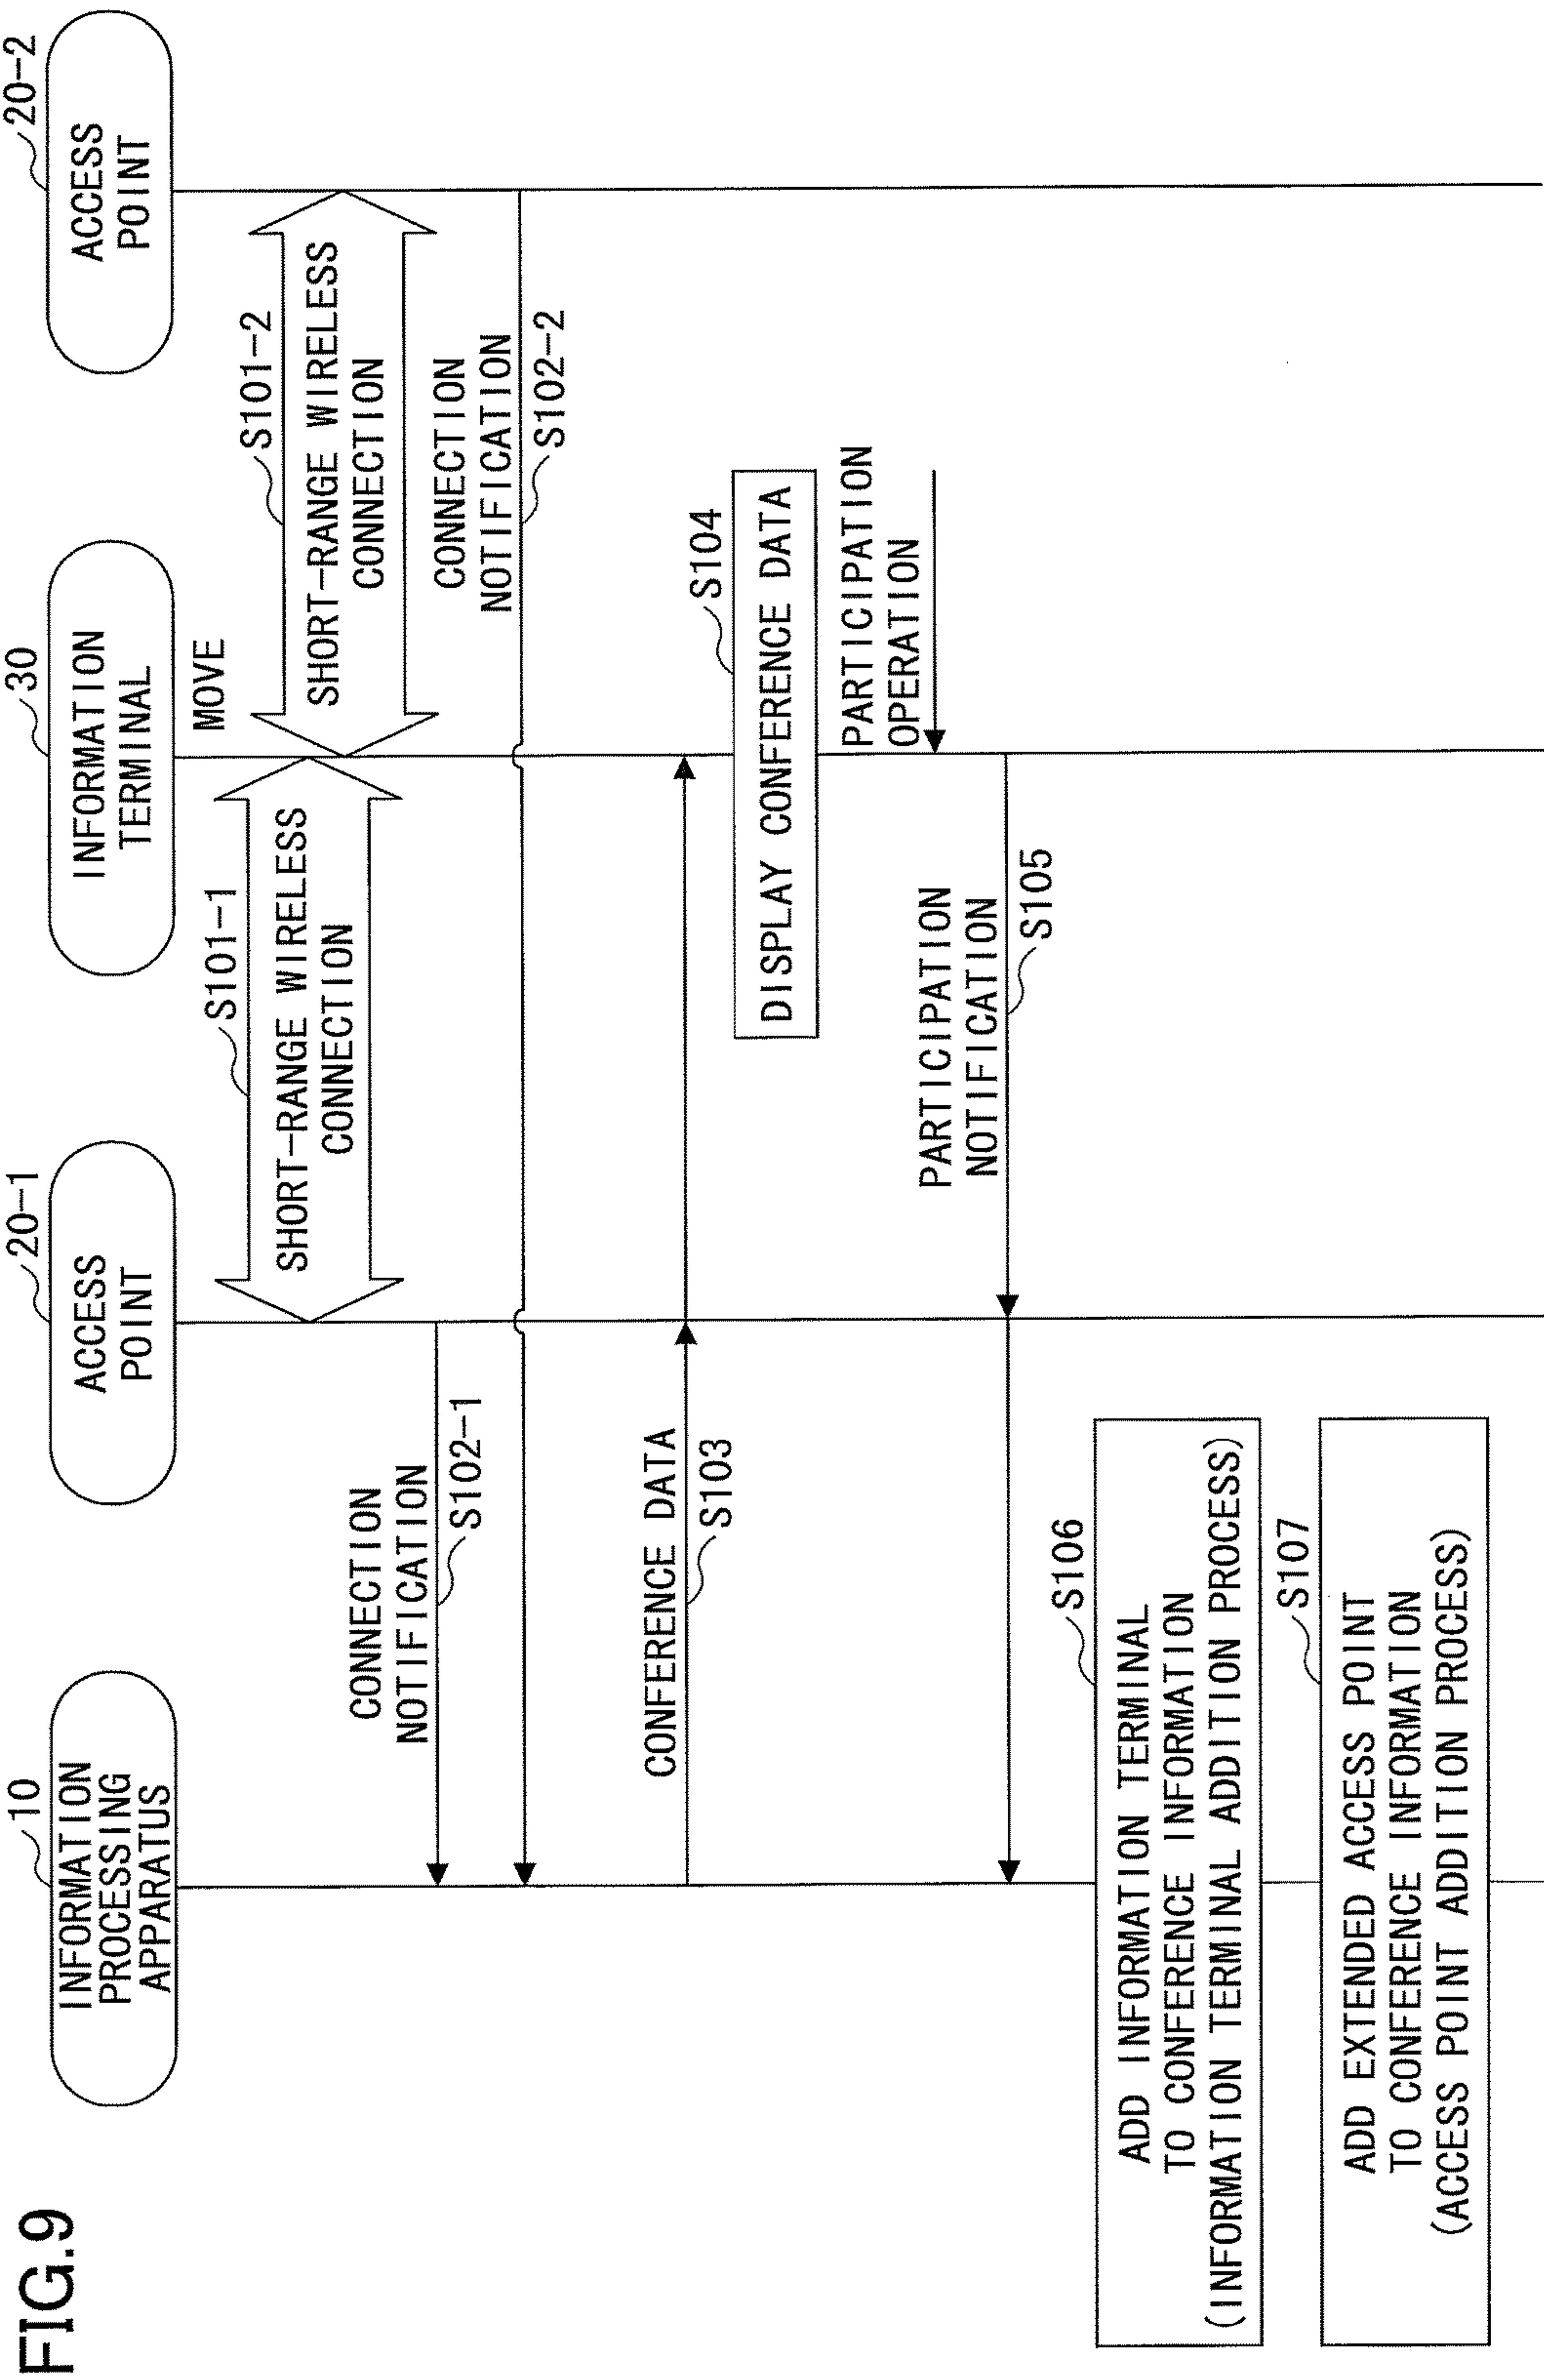 FIG.9
10
INFORMATION
PROCESSING
APPARATUS
20-1
ACCESS
POINT
30
INFORMATION
TERMINAL
20-2
ACCESS
POINT
MOVE
S101-1
SHORT-RANGE WIRELESS
CONNECTION
S101-2
SHORT-RANGE WIRELESS
CONNECTION
CONNECTION
NOTIFICATION
S102-1
CONNECTION
NOTIFICATION
S102-2
CONFERENCE DATA
S103
S104
DISPLAY CONFERENCE DATA
PARTICIPATION
OPERATION
PARTICIPATION
NOTIFICATION
S105
S106
ADD INFORMATION TERMINAL
TO CONFERENCE INFORMATION
(INFORMATION TERMINAL ADDITION PROCESS)
S107
ADD EXTENDED ACCESS POINT
TO CONFERENCE INFORMATION
(ACCESS POINT ADDITION PROCESS)